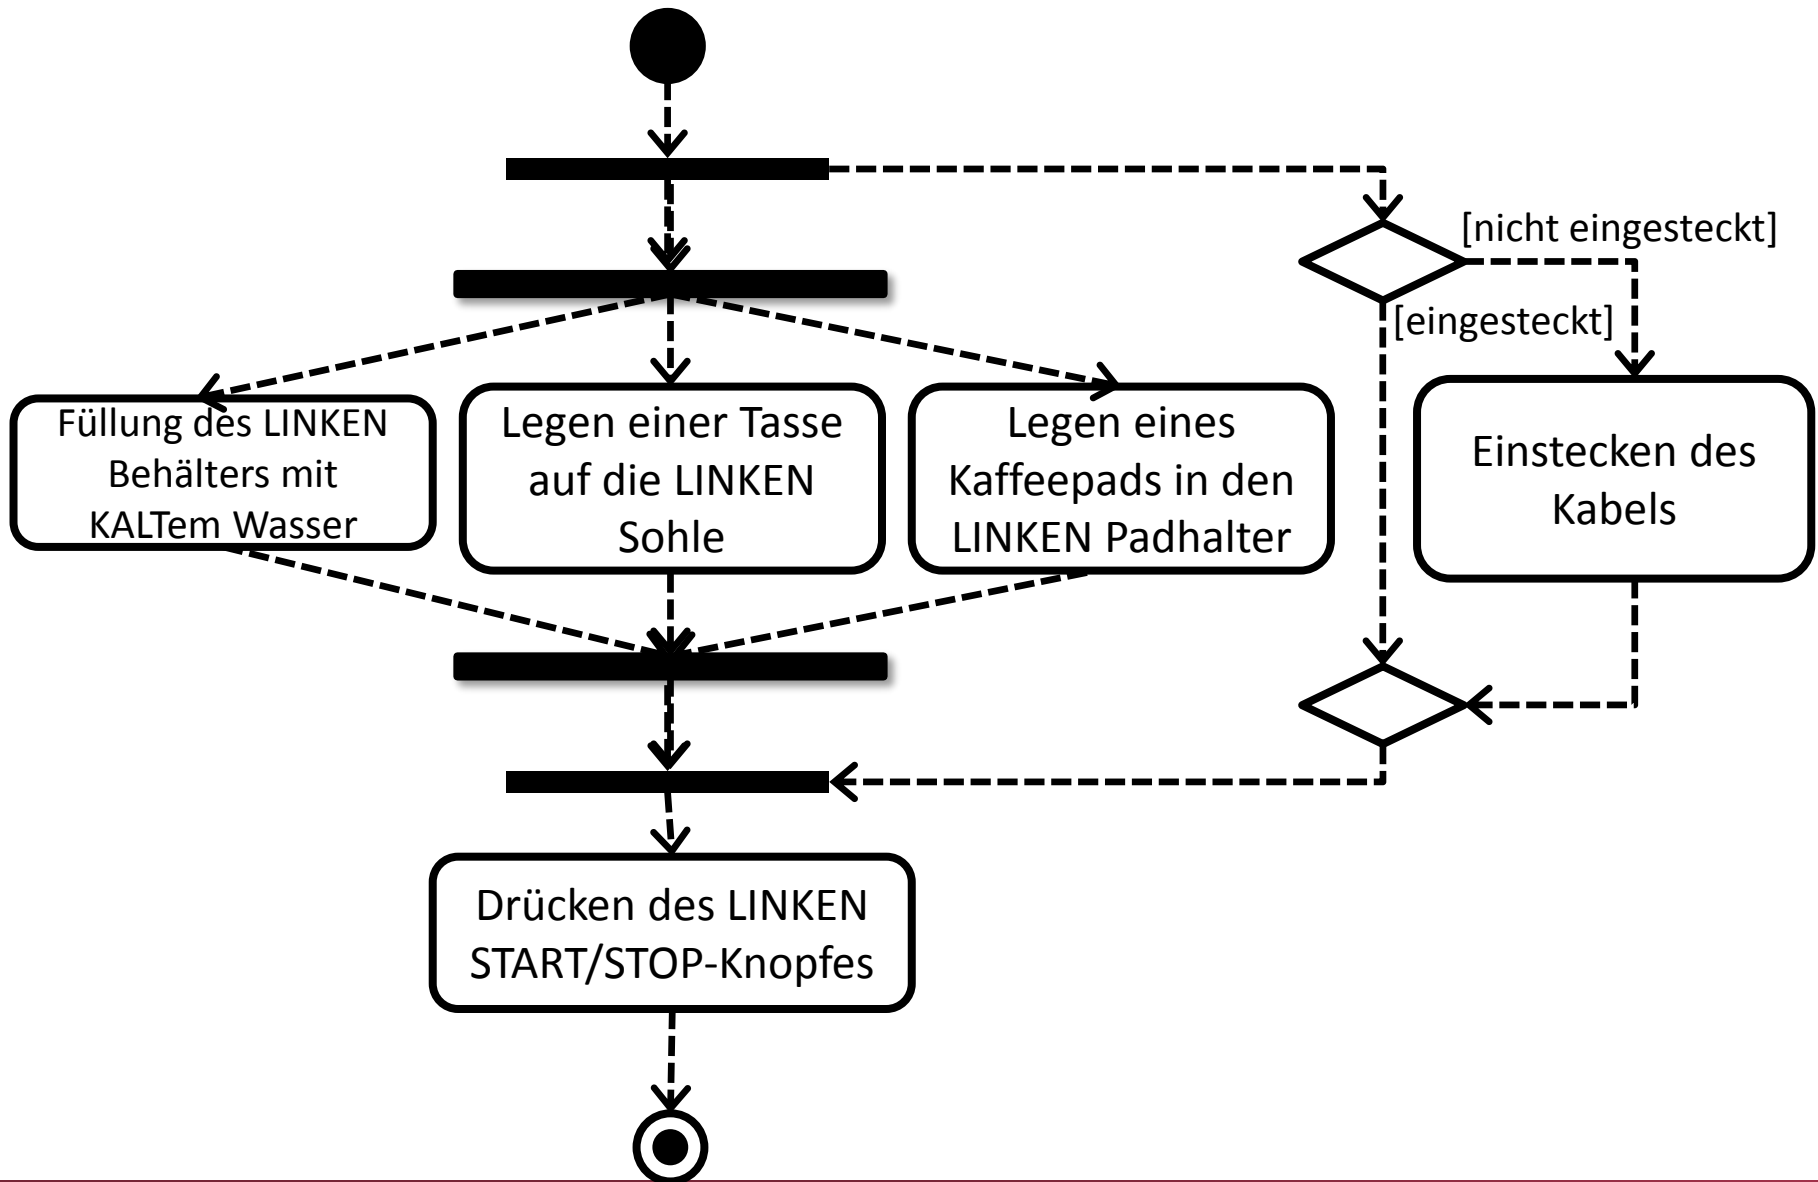 [nicht eingesteckt]
[eingesteckt]
Füllung des LINKEN
Behälters mit
KALTem Wasser
Legen einer Tasse
auf die LINKEN
Sohle
Legen eines
Kaffeepads in den
LINKEN Padhalter
Einstecken des
Kabels
Drücken des LINKEN
START/STOP-Knopfes